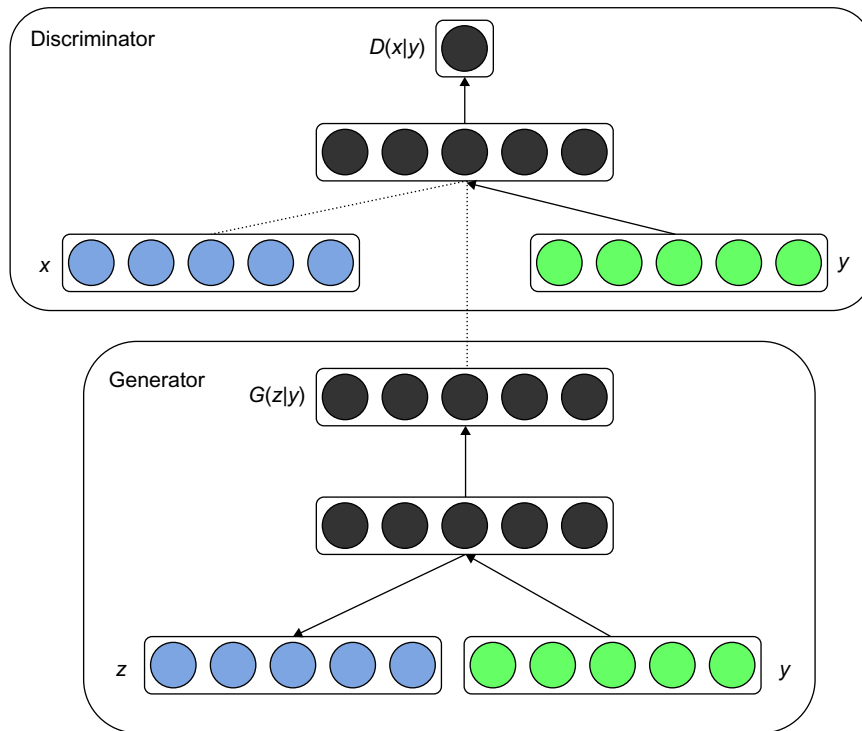 Discriminator
D(x|y)
x
y
Generator
G(z|y)
z
y